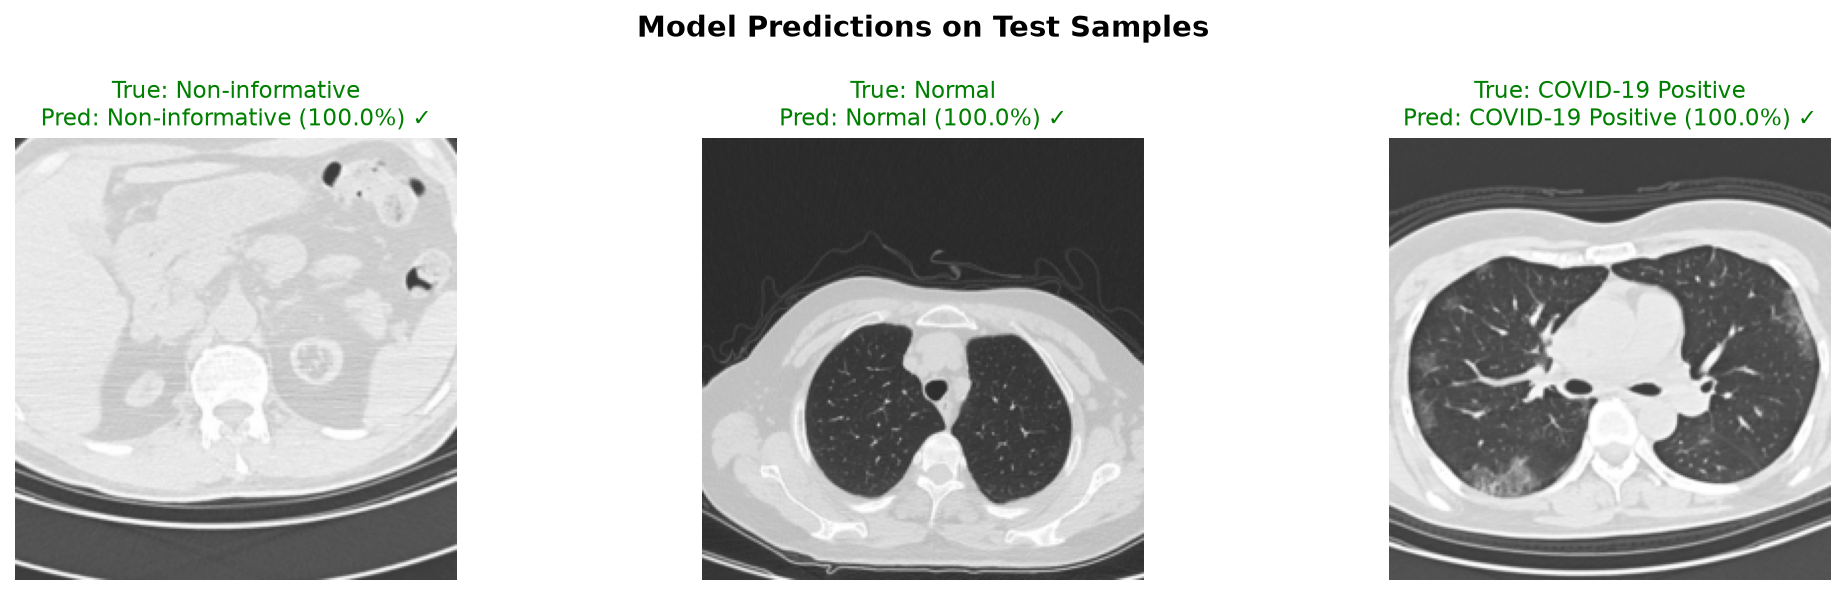 Model Predictions on Test Samples
True: Non-informative
Pred: Non-informative (100.0%) ✓
True: Normal
Pred: Normal (100.0%) ✓
True: COVID-19 Positive
Pred: COVID-19 Positive (100.0%) ✓